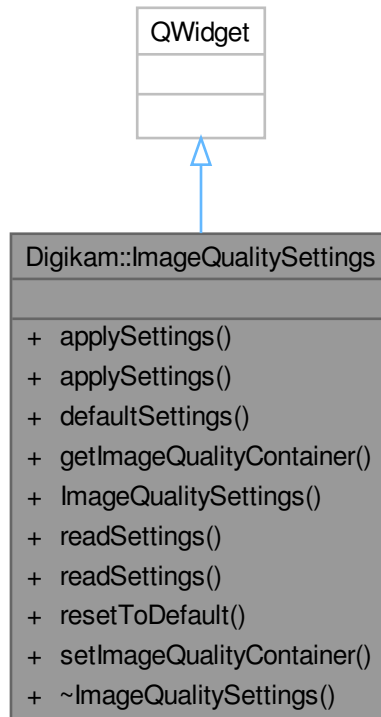 QWidget
Digikam::ImageQualitySettings
+ applySettings()
+ applySettings()
+ defaultSettings()
+ getImageQualityContainer()
+ ImageQualitySettings()
+ readSettings()
+ readSettings()
+ resetToDefault()
+ setImageQualityContainer()
+ ~ImageQualitySettings()